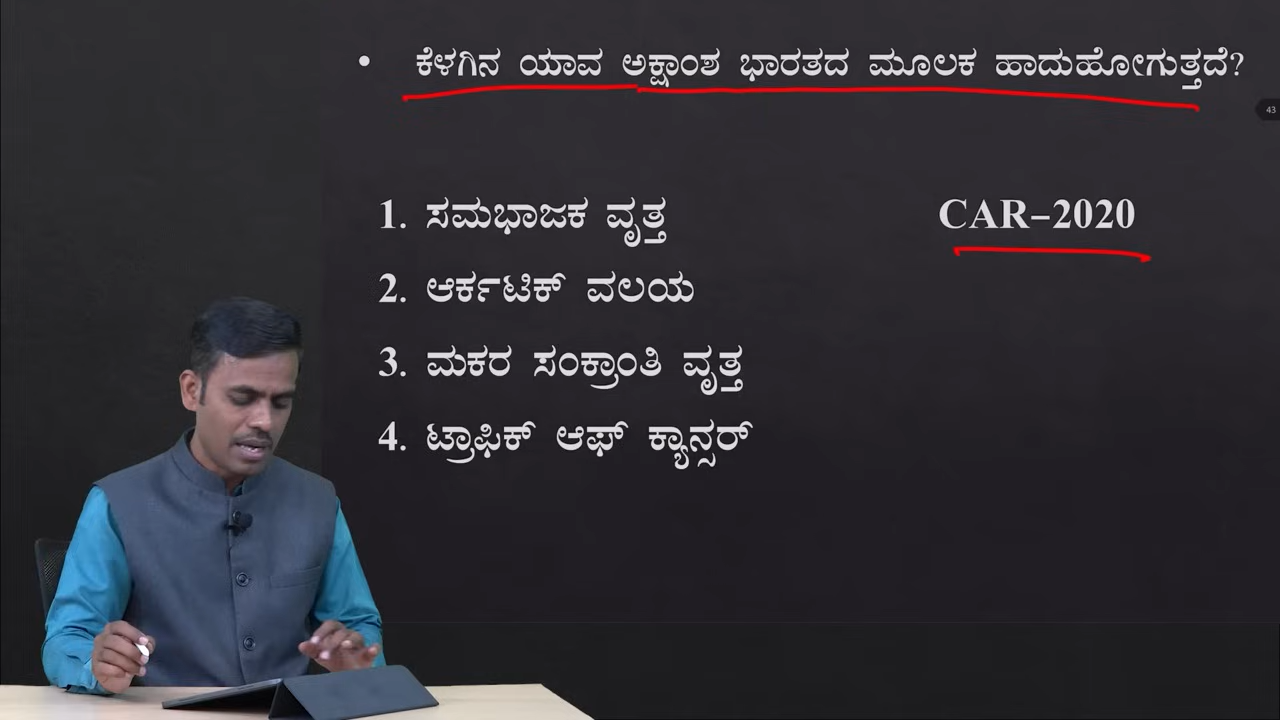 • ಕೆಳಗಿನ ಯಾವ ಅಕ್ಷಾಂಶ ಭಾರತದ ಮೂಲಕ ಹಾದುಹೋಗುತ್ತದೆ?
43
1. ಸಮಭಾಜಕ ವೃತ್ತ
CAR-2020
2. ಆರ್ಕಟಿಕ್ ವಲಯ
3. ಮಕರ ಸಂಕ್ರಾಂತಿ ವೃತ್ತ
4. ಟ್ರಾಫಿಕ್ ಆಫ್ ಕ್ಯಾನ್ಸರ್